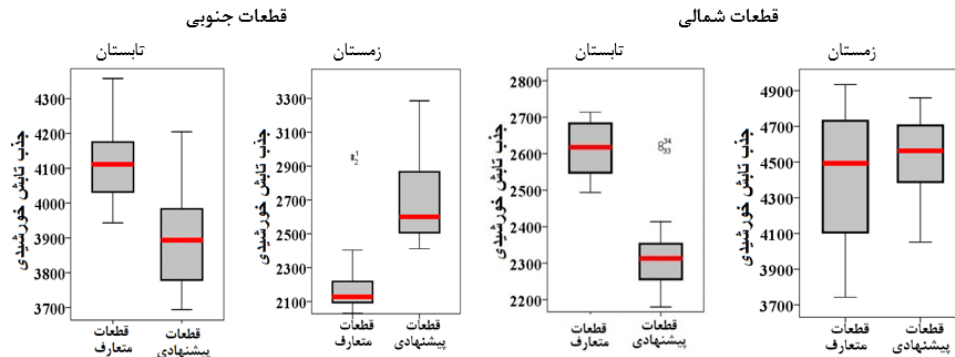 قطعات شمالی
قطعات جنوبی
زمستان
تابستان
زمستان
تابستان
جذب تابش خورشیدی
4300
4200
4100
4000
3900
3800
3700
قطعات متعارف
قطعات پیشنهادی
جذب تابش خورشیدی
3300
3100
2900
2700
2500
2300
2100
قطعات متعارف
قطعات پیشنهادی
جذب تابش خورشیدی
2800
2700
2600
2500
2400
2300
2200
34
33
قطعات متعارف
قطعات پیشنهادی
جذب تابش خورشیدی
4900
4700
4500
4300
4100
3900
3700
قطعات متعارف
قطعات پیشنهادی